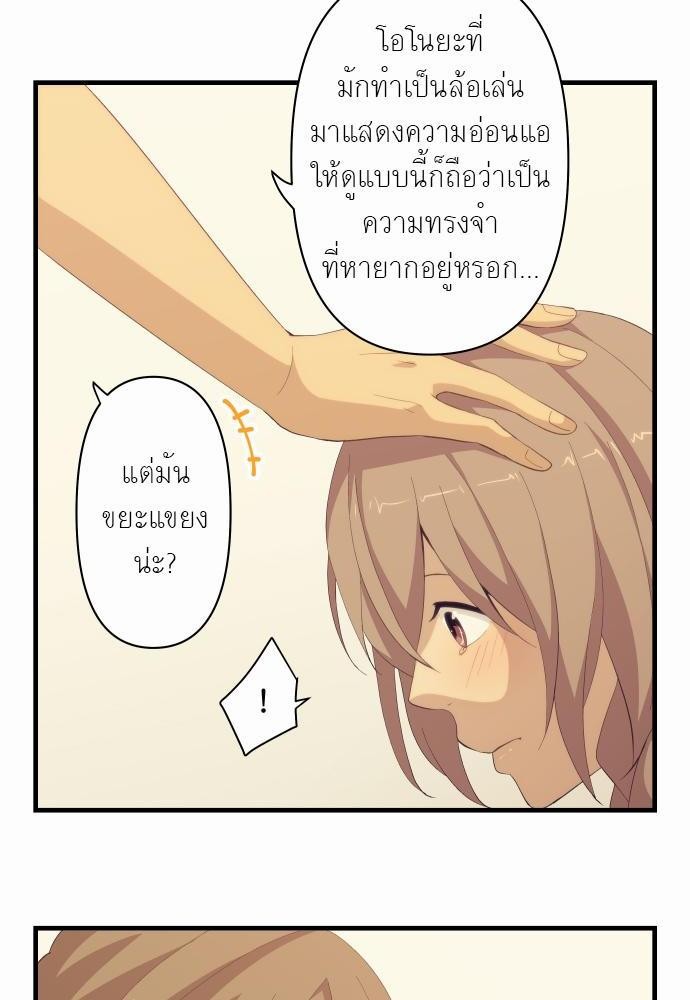 โอโนยะที่
มักทำเป็นล้อเล่น
มาแสดงความอ่อนแอ
ให้ดูแบบนี้ก็ถือว่าเป็น
ความทรงจำ
ที่หายากอยู่หรอก...
แต่มัน
ขยะแขยง
น่ะ?
!